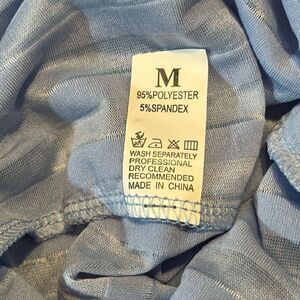 M
95%POLYESTER
5%SPANDEX
WASH SEPARATELY
PROFESSIONAL
DRY CLEAN
RECOMMENDED
MADE IN CHINA